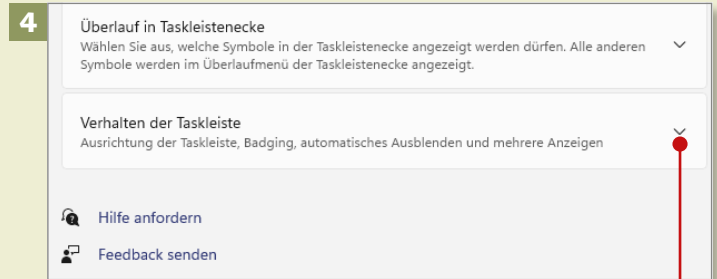 4
Überlauf in Taskleistenecke
Wählen Sie aus, welche Symbole in der Taskleistenecke angezeigt werden dürfen. Alle anderen
Symbole werden im Überlaufmenü der Taskleistenecke angezeigt.
Verhalten der Taskleiste
Ausrichtung der Taskleiste, Badging, automatisches Ausblenden und mehrere Anzeigen
Hilfe anfordern
Feedback senden